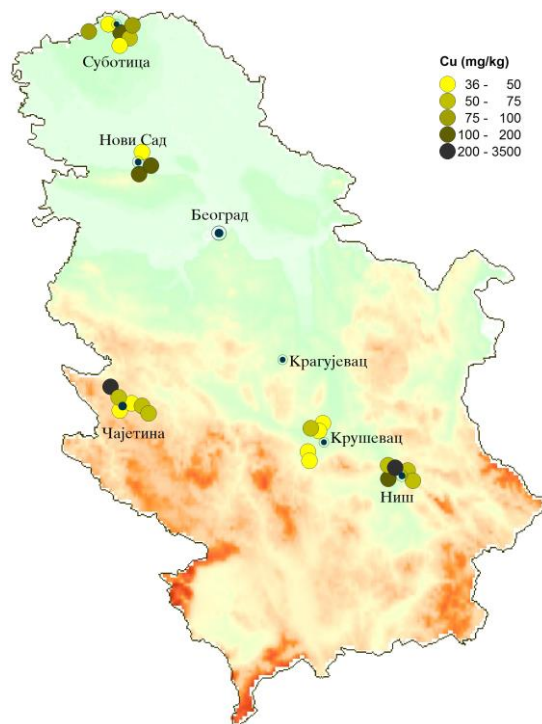 Суботица
Cu (mg/kg)
36 - 50
50 - 75
75 - 100
100 - 200
200 - 3500
Нови Сад
Београд
Крагујевац
Чајетина
Крушевац
Ниш